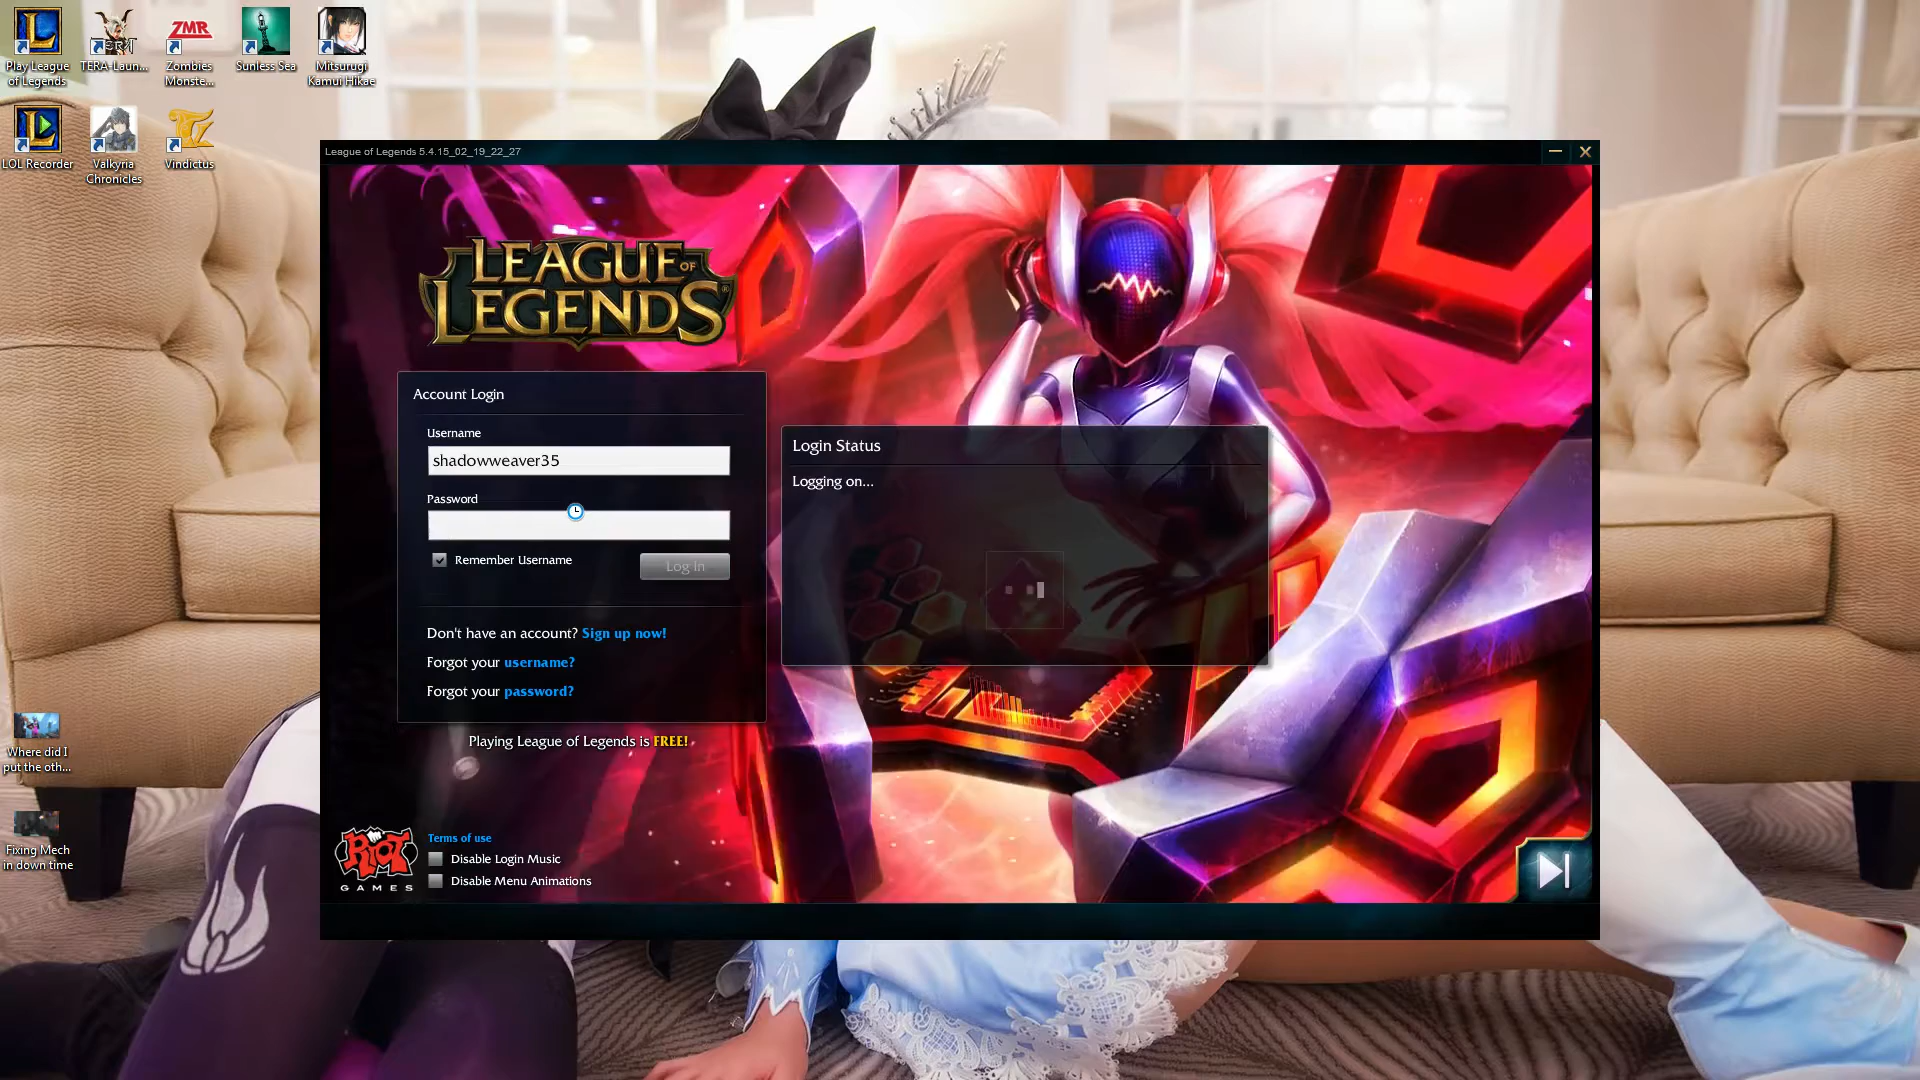 Play League
of Legends
TERA-Laun...
ZMR
Zombies
Monste...
Sunless Sea
Mitsurugi
Kamui Hikae
LOL Recorder
Valkyria
Chronicles
Vindictus
League of Legends 5.4.15_02_19_22_27
LEAGUE OF
LEGENDS®
Account Login
Username
shadowweaver35
Password
Remember Username
Log In
Don't have an account? Sign up now!
Forgot your username?
Forgot your password?
Playing League of Legends is FREE!
Login Status
Logging on...
Where did I
put the oth...
Fixing Mech
in down time
RIOT
GAMES
Terms of use
Disable Login Music
Disable Menu Animations